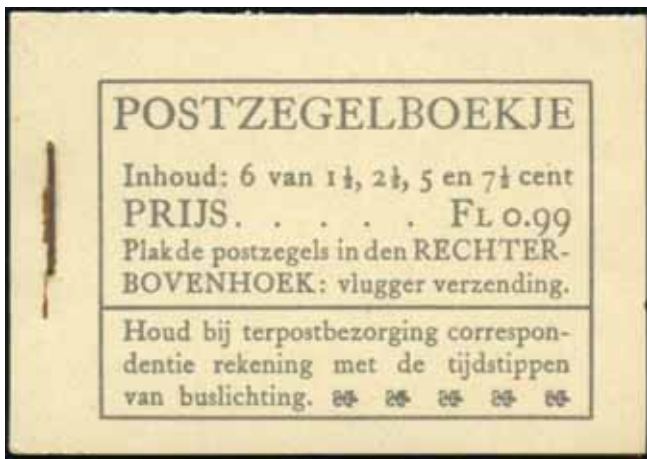 POSTZEGELBOEKJE
Inhoud: 6 van 1½, 2½, 5 en 7½ cent
PRIJS. . . . . FL 0.99
Plak de postzegels in den RECHTER-
BOVENHOEK: vlugger verzending.
Houd bij terpostbezorging correspon-
dentie rekening met de tijdstippen
van buslichting.